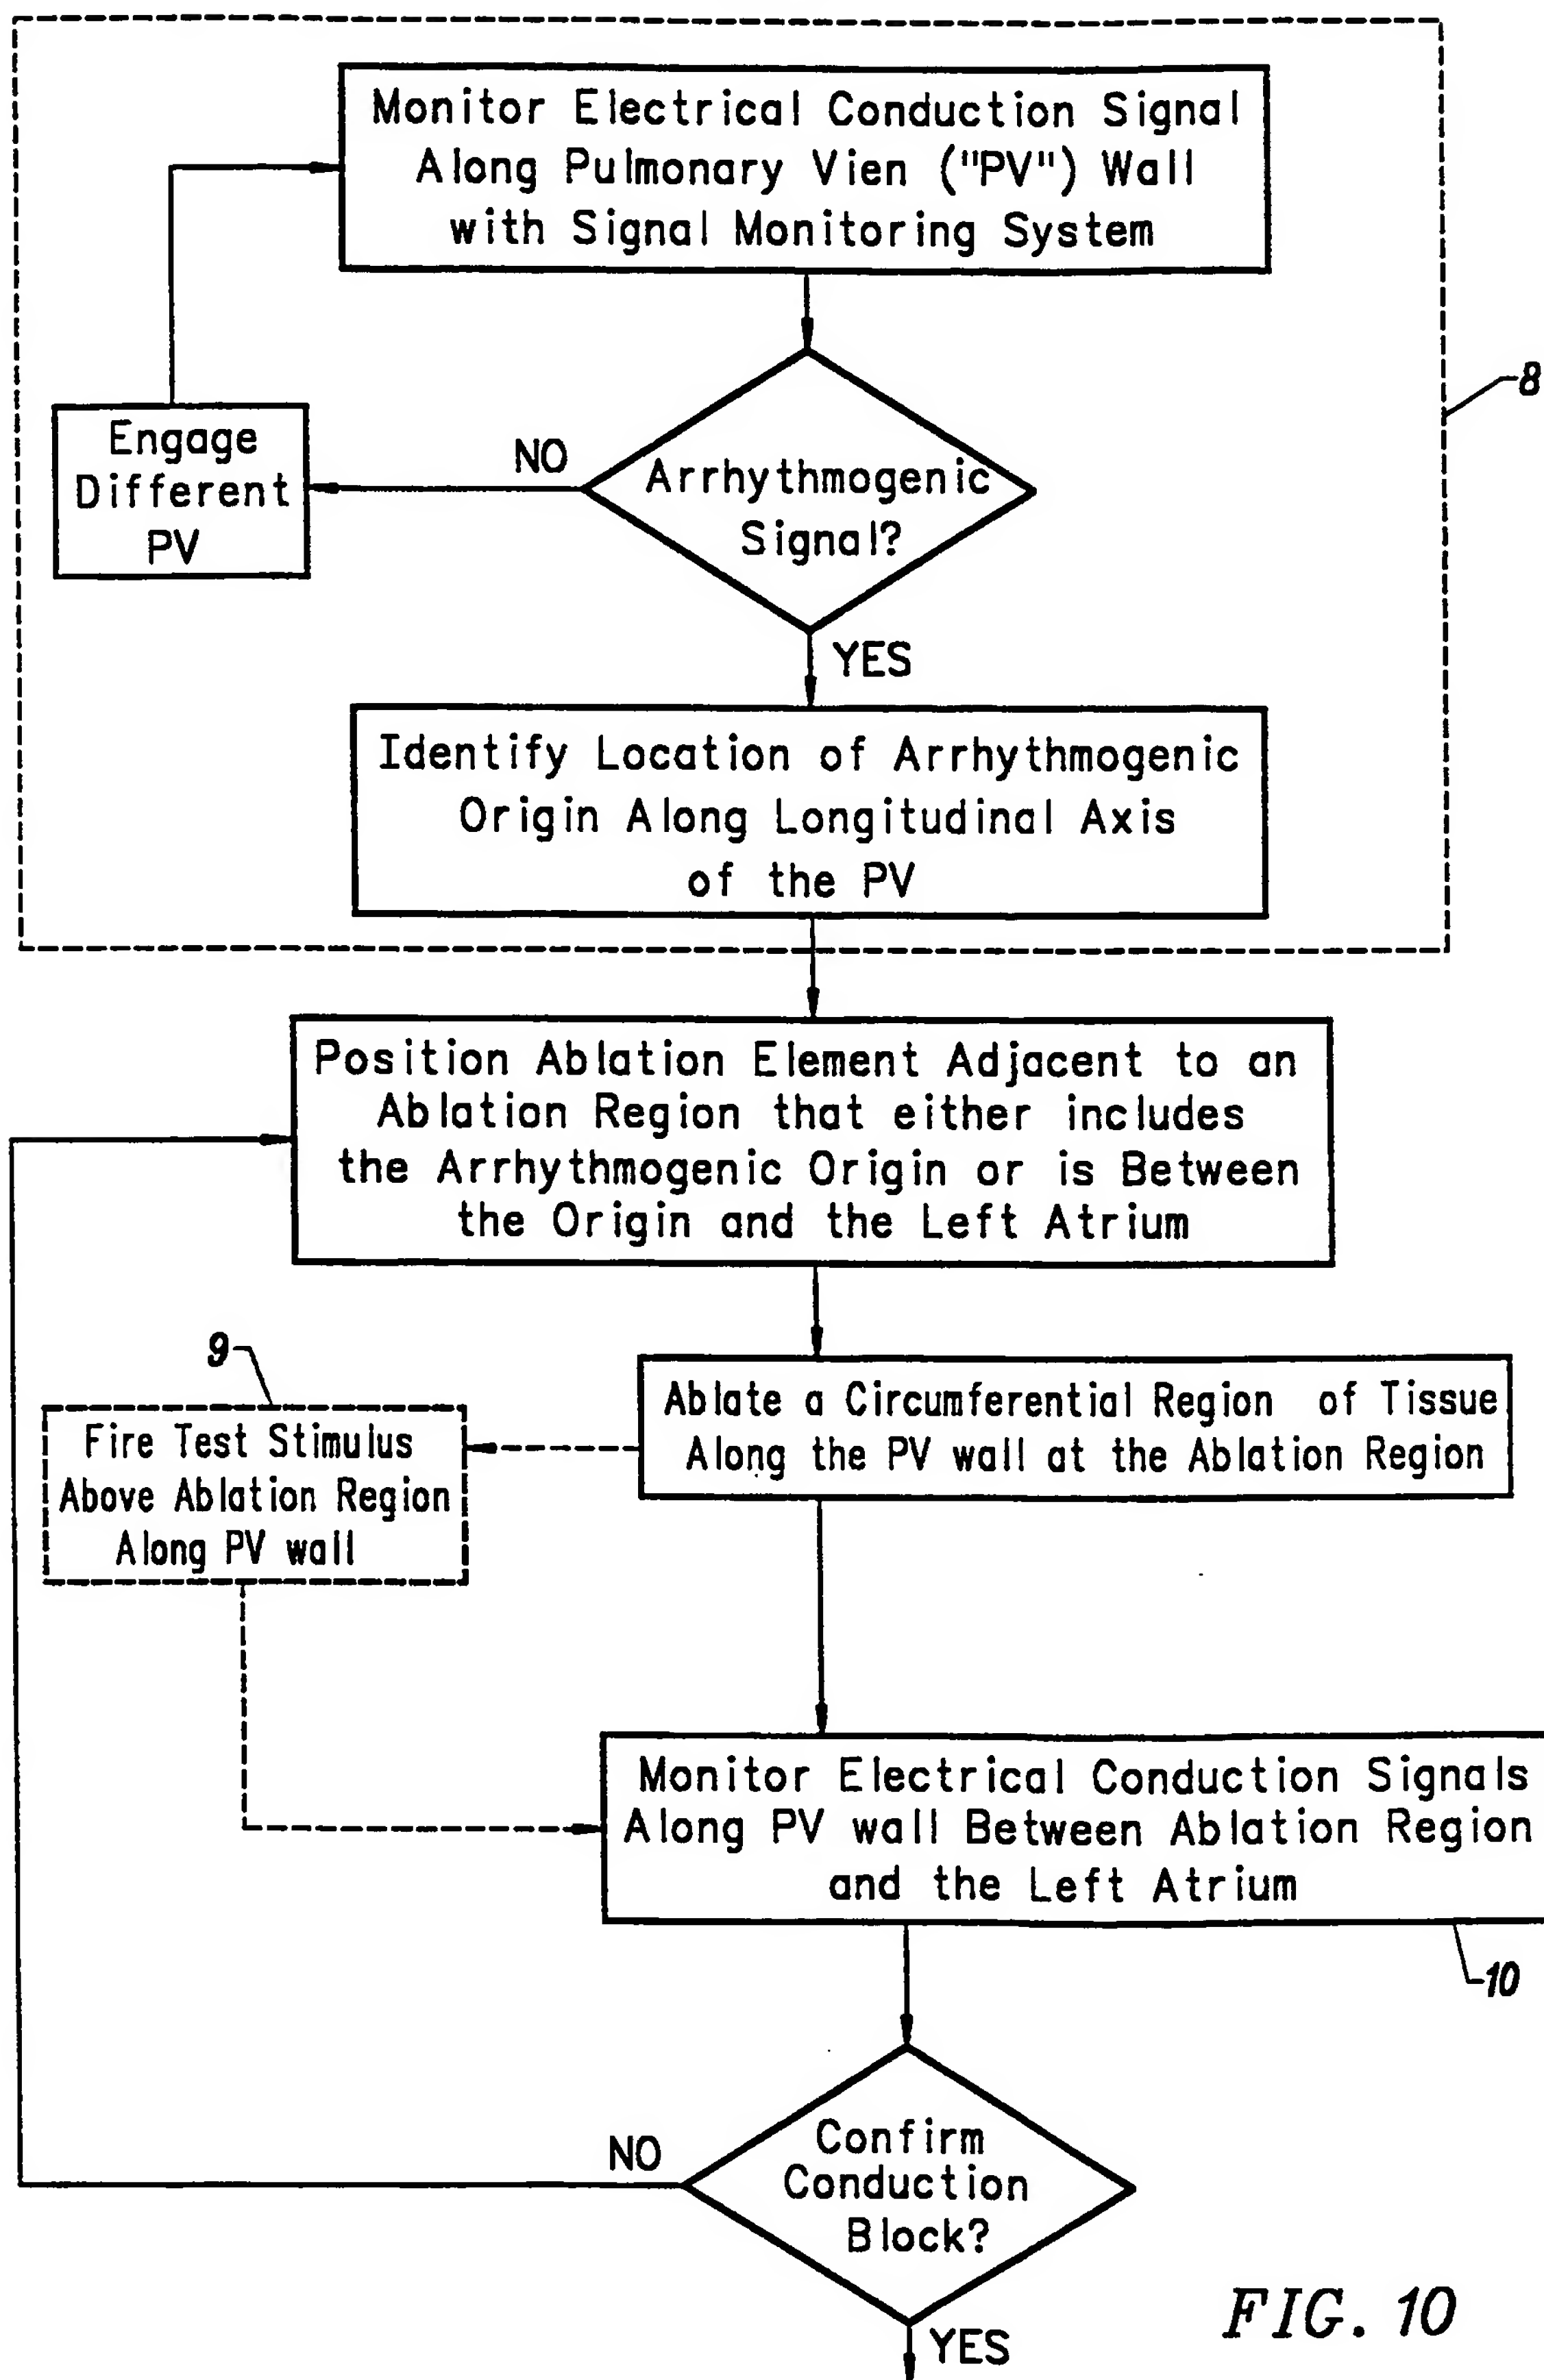 Monitor Electrical Conduction Signal
Along Pulmonary Vien ("PV") Wall
with Signal Monitoring System
8
Engage
Different
PV
NO
Arrhythmogenic
Signal?
YES
Identify Location of Arrhythmogenic
Origin Along Longitudinal Axis
of the PV
Position Ablation Element Adjacent to an
Ablation Region that either includes
the Arrhythmogenic Origin or is Between
the Origin and the Left Atrium
9
Fire Test Stimulus
Above Ablation Region
Along PV wall
Ablate a Circumferential Region of Tissue
Along the PV wall at the Ablation Region
Monitor Electrical Conduction Signals
Along PV wall Between Ablation Region
and the Left Atrium
10
NO
Confirm
Conduction
Block?
YES
FIG. 10